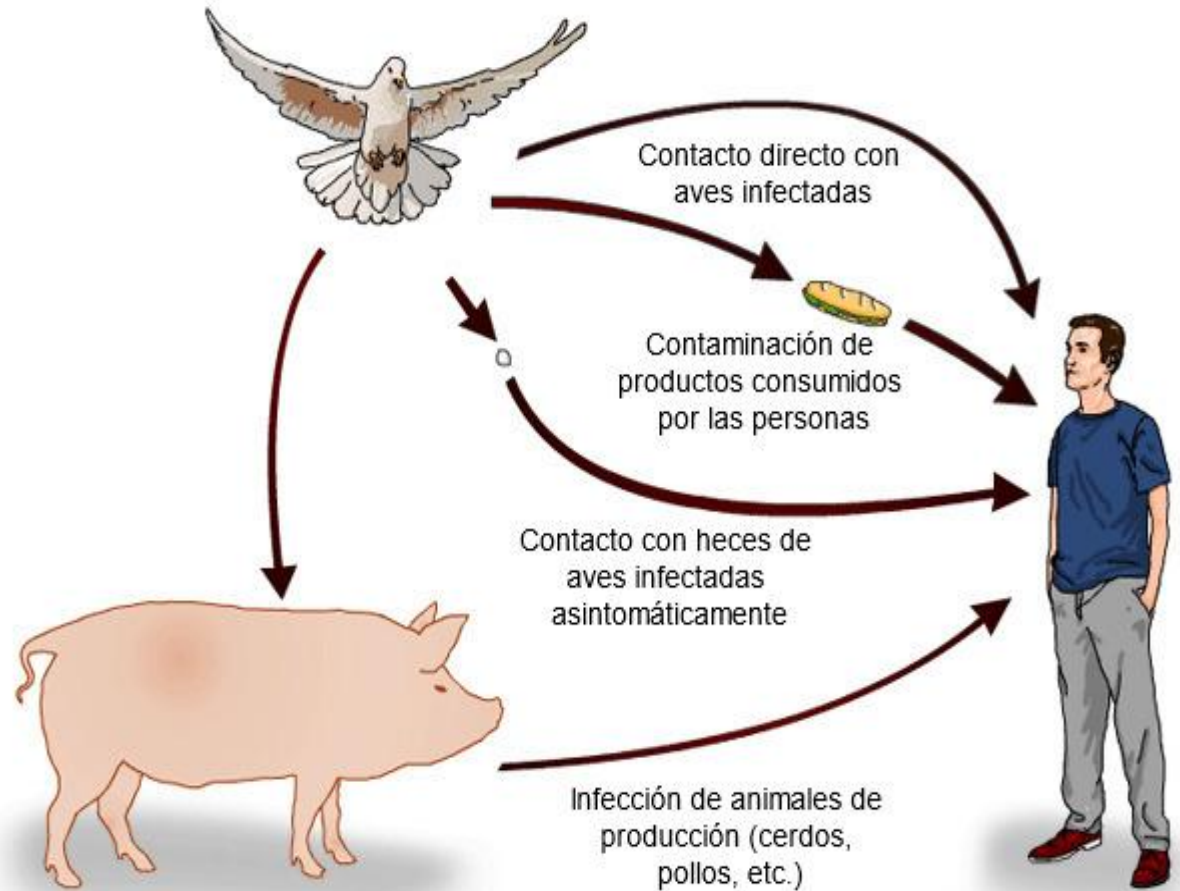 Contacto directo con
aves infectadas
Contaminación de
productos consumidos
por las personas
Contacto con heces de
aves infectadas
asintomáticamente
Infección de animales de
producción (cerdos,
pollos, etc.)